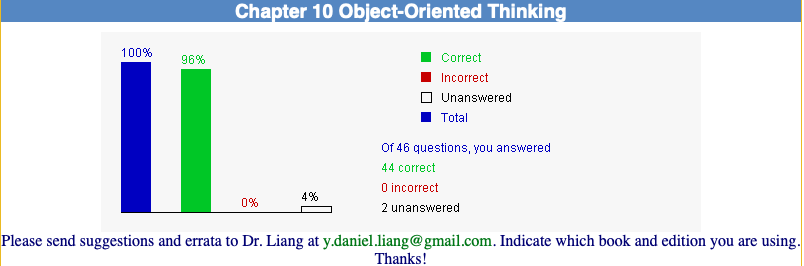 Chapter 10 Object-Oriented Thinking
100%
96%
0%
4%
Correct
Incorrect
Unanswered
Total
Of 46 questions, you answered
44 correct
0 incorrect
2 unanswered
Please send suggestions and errata to Dr. Liang at y.daniel.liang@gmail.com. Indicate which book and edition you are using.
Thanks!